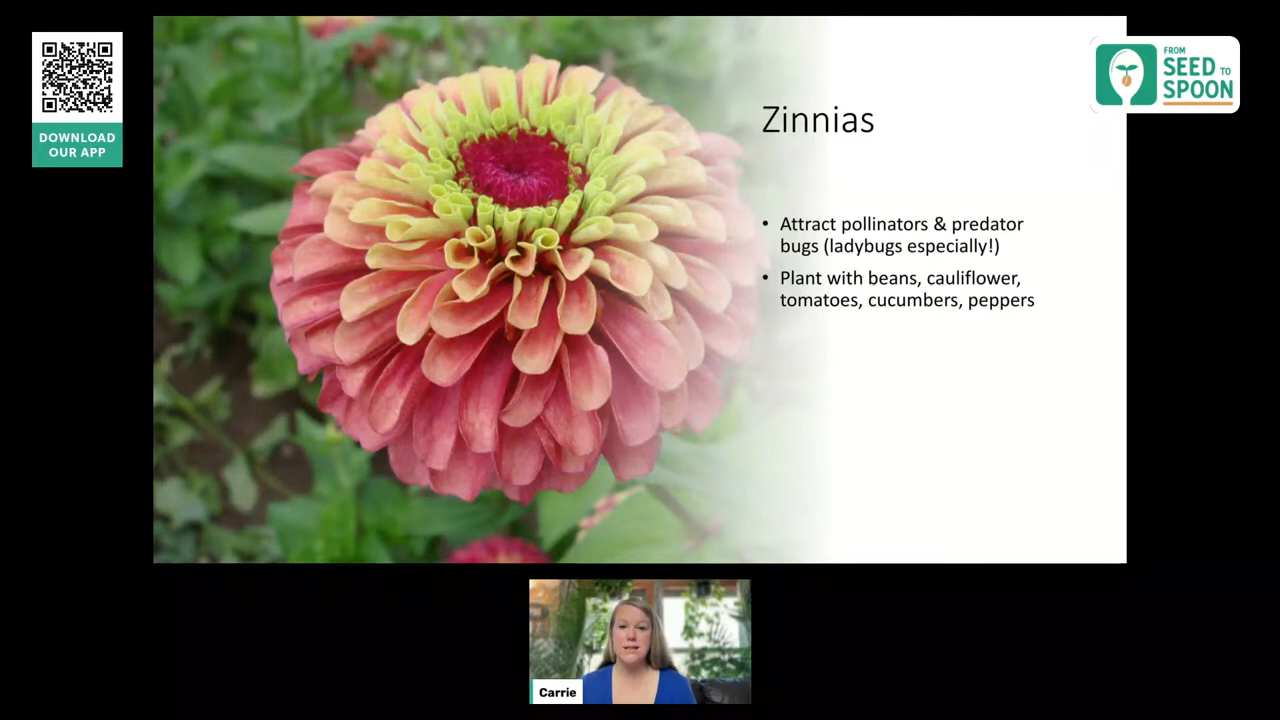 DOWNLOAD
OUR APP
FROM
SEED TO
SPOON
Zinnias
• Attract pollinators & predator
bugs (ladybugs especially!)
• Plant with beans, cauliflower,
tomatoes, cucumbers, peppers
Carrie